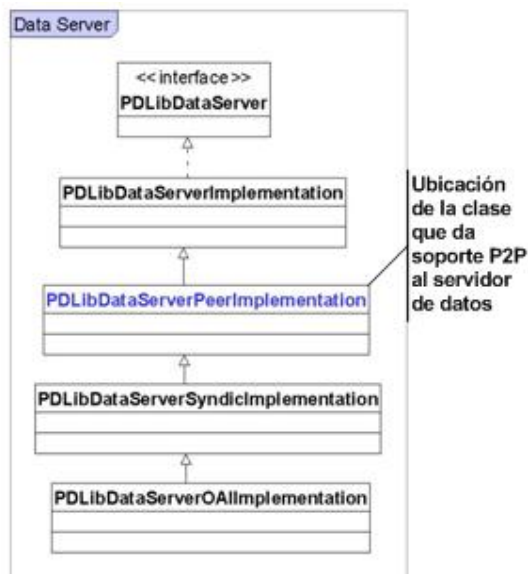 Data Server
<<interface>>
PDLibDataServer
PDLibDataServerImplementation
PDLibDataServerPeerImplementation
PDLibDataServerSyndicImplementation
PDLibDataServerOAIImplementation
Ubicación
de la clase
que da
soporte P2P
al servidor
de datos